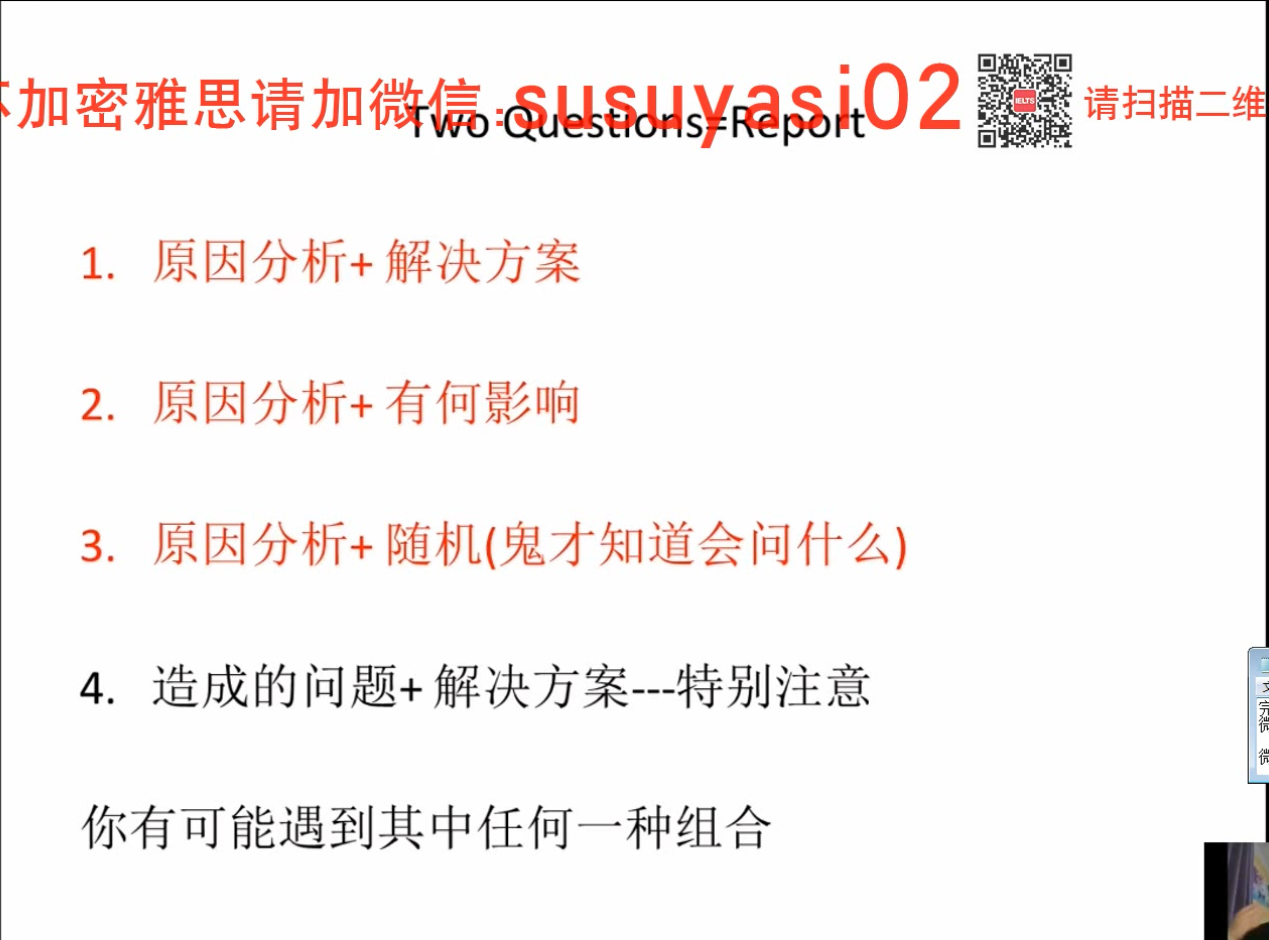 加密雅思请加微信:susuyasi02
IELTS
请扫描二维
Two Questions=Report
1. 原因分析+ 解决方案
2. 原因分析+ 有何影响
3. 原因分析+ 随机(鬼才知道会问什么)
4. 造成的问题+ 解决方案---特别注意
你有可能遇到其中任何一种组合